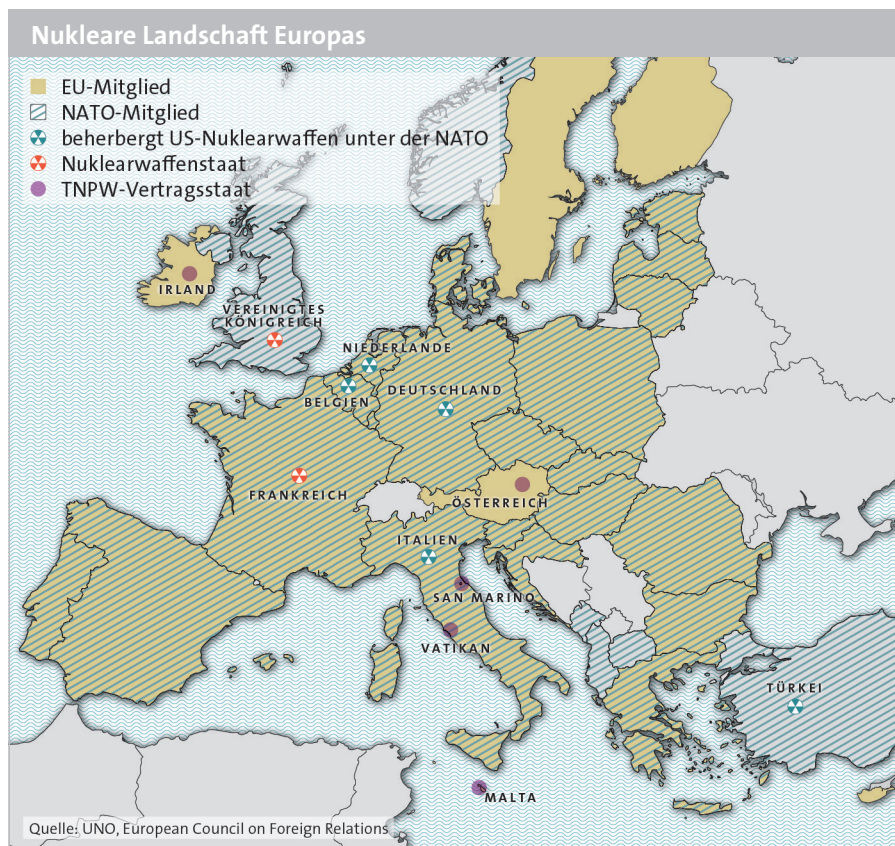 Nukleare Landschaft Europas
EU-Mitglied
NATO-Mitglied
beherbergt US-Nuklearwaffen unter der NATO
Nuklearwaffenstaat
TNPW-Vertragsstaat
IRLAND
VEREINIGTES
KÖNIGREICH
NIEDERLANDE
BELGIEN
DEUTSCHLAND
FRANKREICH
ÖSTERREICH
ITALIEN
SAN MARINO
VATIKAN
TÜRKEI
MALTA
Quelle: UNO, European Council on Foreign Relations